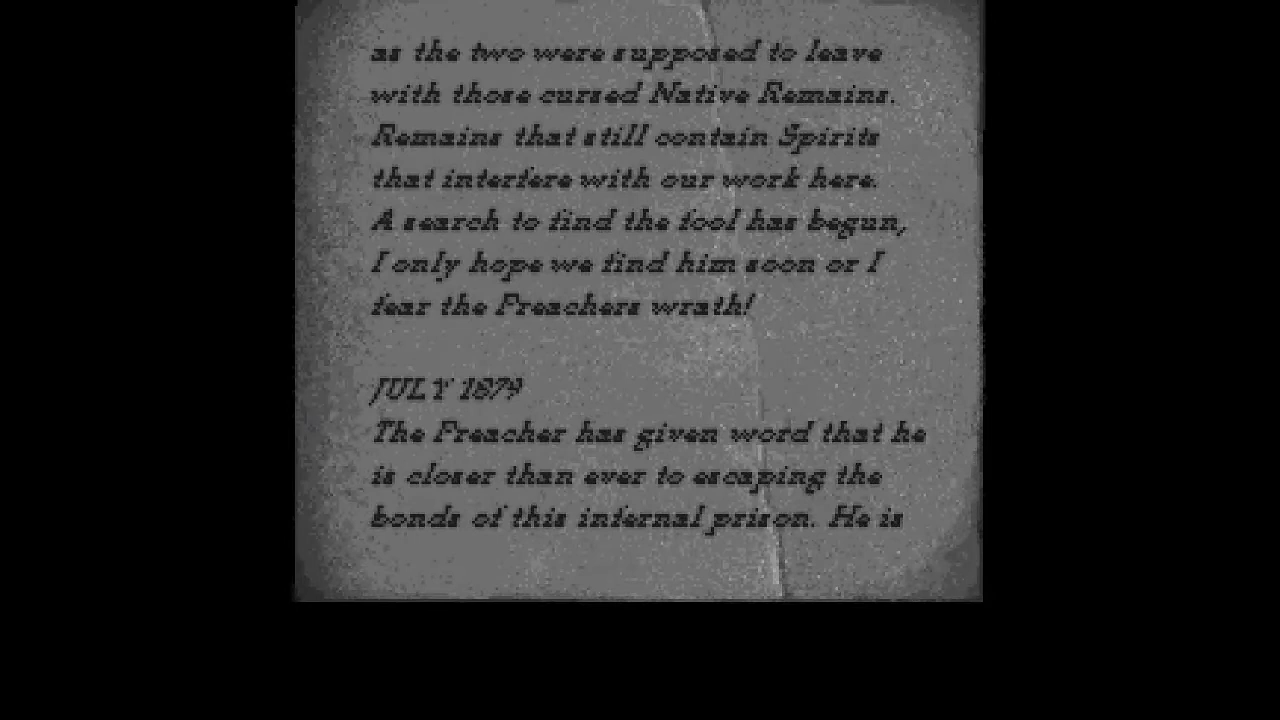 as the two were supposed to leave
with those cursed Native Remains.
Remains that still contain Spirits
that interfere with our work here.
A search to find the fool has begun,
I only hope we find him soon or I
fear the Preachers wrath!
JULY 1879
The Preacher has given word that he
is closer than ever to escaping the
bonds of this infernal prison. He is